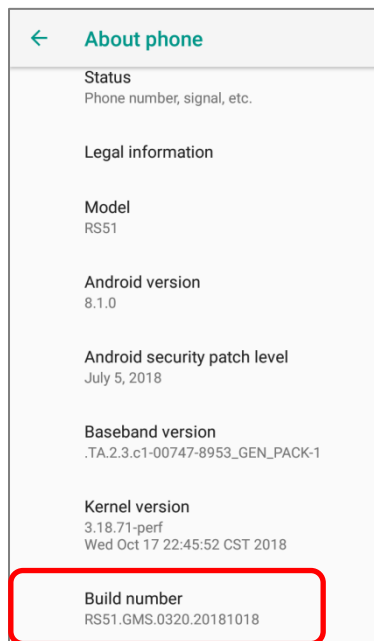 About phone
Status
Phone number, signal, etc.
Legal information
Model
RS51
Android version
8.1.0
Android security patch level
July 5, 2018
Baseband version
.TA.2.3.c1-00747-8953_GEN_PACK-1
Kernel version
3.18.71-perf
Wed Oct 17 22:45:52 CST 2018
Build number
RS51.GMS.0320.20181018